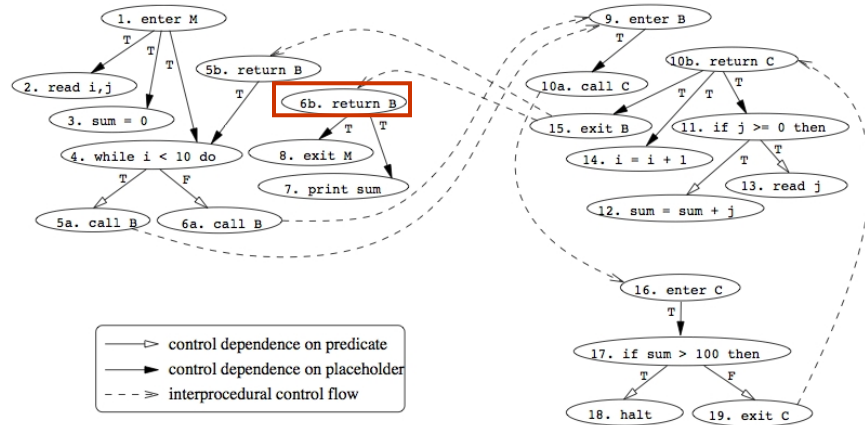 1. enter M
T
T
T
2. read i,j
3. sum = 0
5b. return B
T
6b. return B
T
T
4. while i < 10 do
T
F
8. exit M
7. print sum
5a. call B
6a. call B
9. enter B
T
10a. call C
10b. return C
T
T
T
15. exit B
11. if j >= 0 then
14. i = i + 1
T
T
13. read j
12. sum = sum + j
16. enter C
T
17. if sum > 100 then
T
F
18. halt
19. exit C
control dependence on predicate
control dependence on placeholder
interprocedural control flow